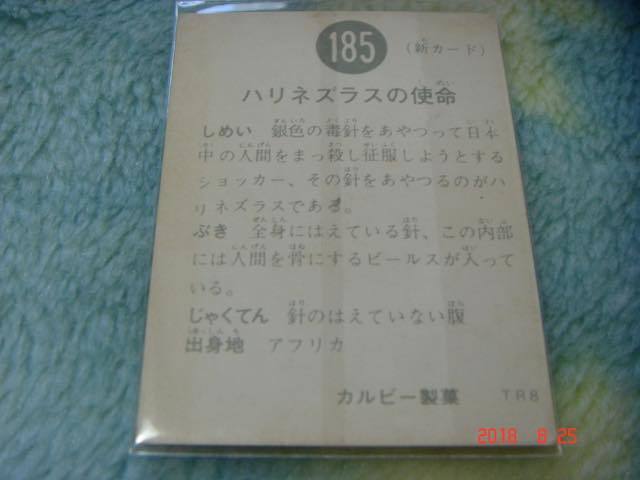 185
(新カード)
ハリネズラスの使命
しめい 銀色の毒針をあやつって日本
中の人間をまっ殺し征服しようとする
ショッカー、その針をあやつるのがハ
リネズラスである。
ぶき 全身にはえている針、この内部
には人間を骨にするビールスが入って
いる。
じゃくてん 針のはえていない腹
出身地 アフリカ
カルビー製菓 TR8
2018 8 25